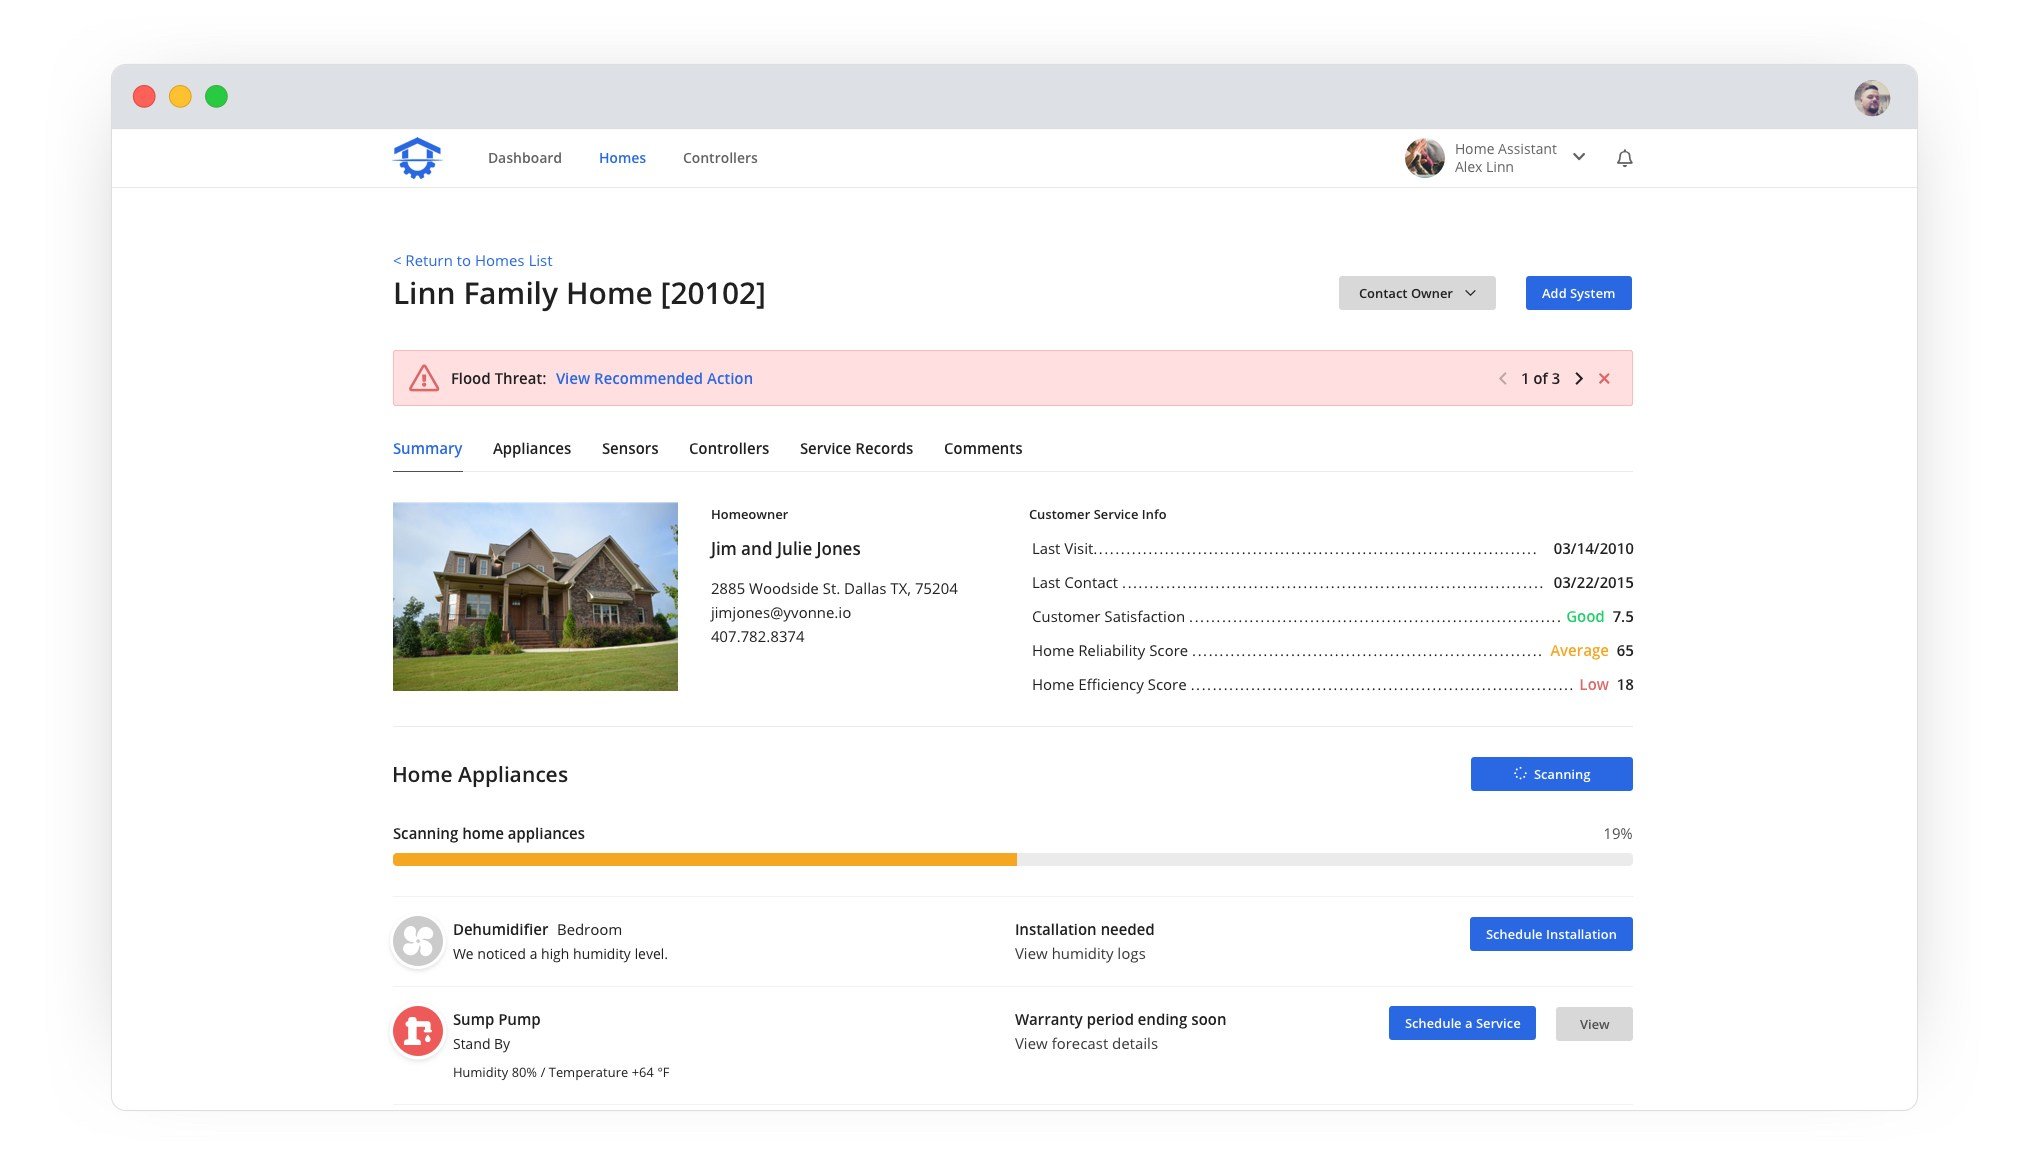 Dashboard Homes Controllers
Home Assistant
Alex Linn
< Return to Homes List
Linn Family Home [20102]
Contact Owner
Add System
Flood Threat: View Recommended Action
1 of 3
Summary Appliances Sensors Controllers Service Records Comments
Homeowner
Jim and Julie Jones
2885 Woodside St. Dallas TX, 75204
jimjones@yvonne.io
407.782.8374
Customer Service Info
Last Visit 03/14/2010
Last Contact 03/22/2015
Customer Satisfaction Good 7.5
Home Reliability Score Average 65
Home Efficiency Score Low 18
Home Appliances
Scanning
Scanning home appliances 19%
Dehumidifier Bedroom
We noticed a high humidity level.
Installation needed
View humidity logs
Schedule Installation
Sump Pump
Stand By
Humidity 80% / Temperature +64 °F
Warranty period ending soon
View forecast details
Schedule a Service
View